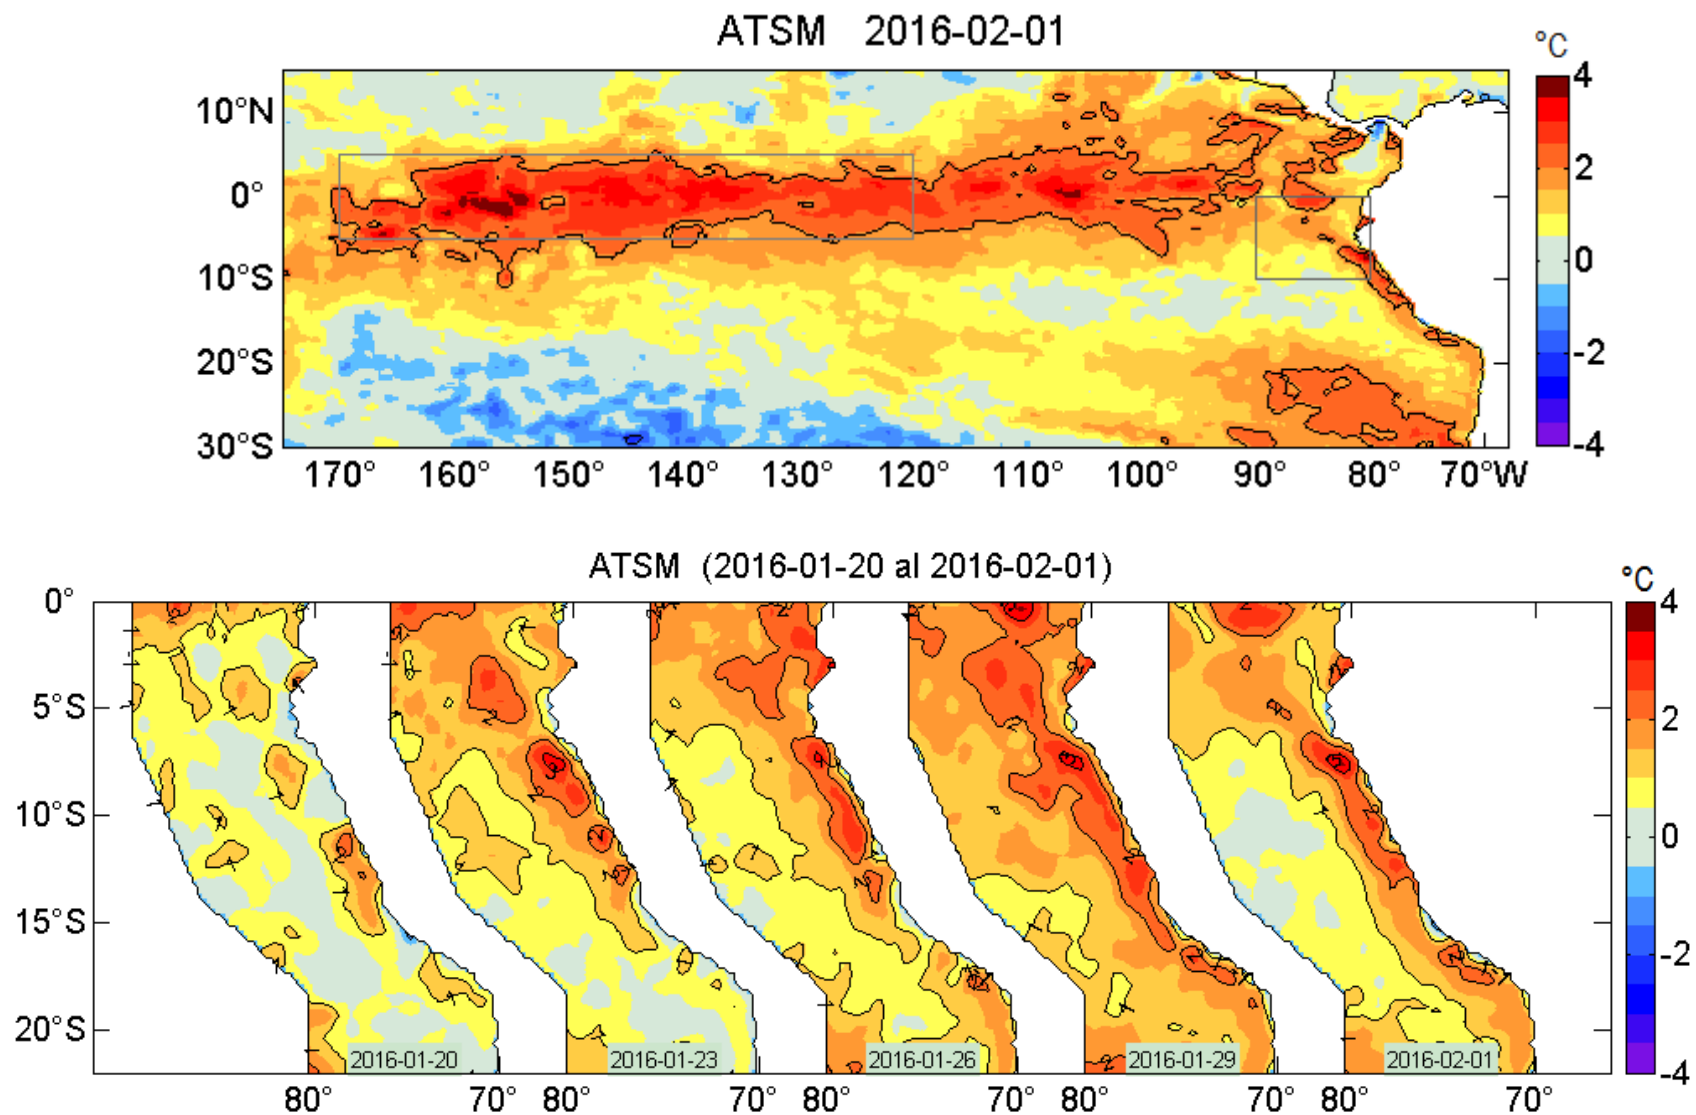 ATSM 2016-02-01
°C
4
2
0
-2
-4
10°N
0°
10°S
20°S
30°S
170° 160° 150° 140° 130° 120° 110° 100° 90° 80° 70°W
ATSM (2016-01-20 al 2016-02-01)
°C
4
2
0
-2
-4
0°
5°S
10°S
15°S
20°S
2016-01-20 2016-01-23 2016-01-26 2016-01-29 2016-02-01
80° 70° 80° 70° 80° 70° 80° 70° 80° 70°